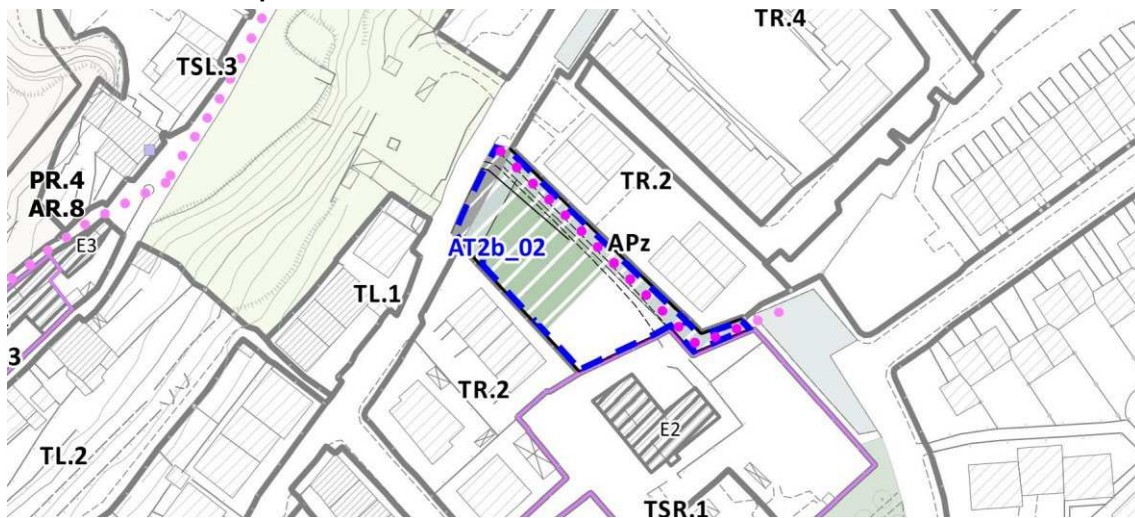 TR.4
TSL.3
PR.4
AR.8
TR.2
E3
AT2b_02
APz
TL.1
3
TR.2
E2
TL.2
TSR.1